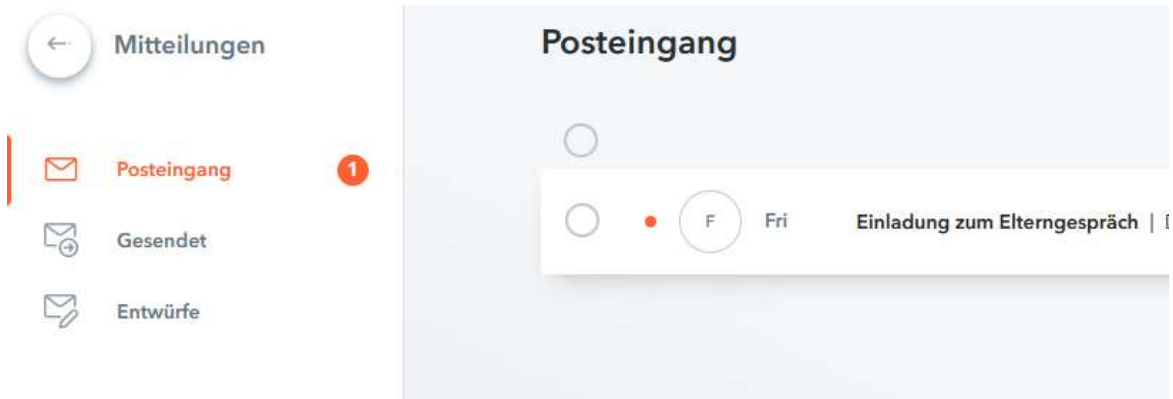 Mitteilungen
Posteingang 1
Gesendet
Entwürfe
Posteingang
F Fri Einladung zum Elterngespräch |